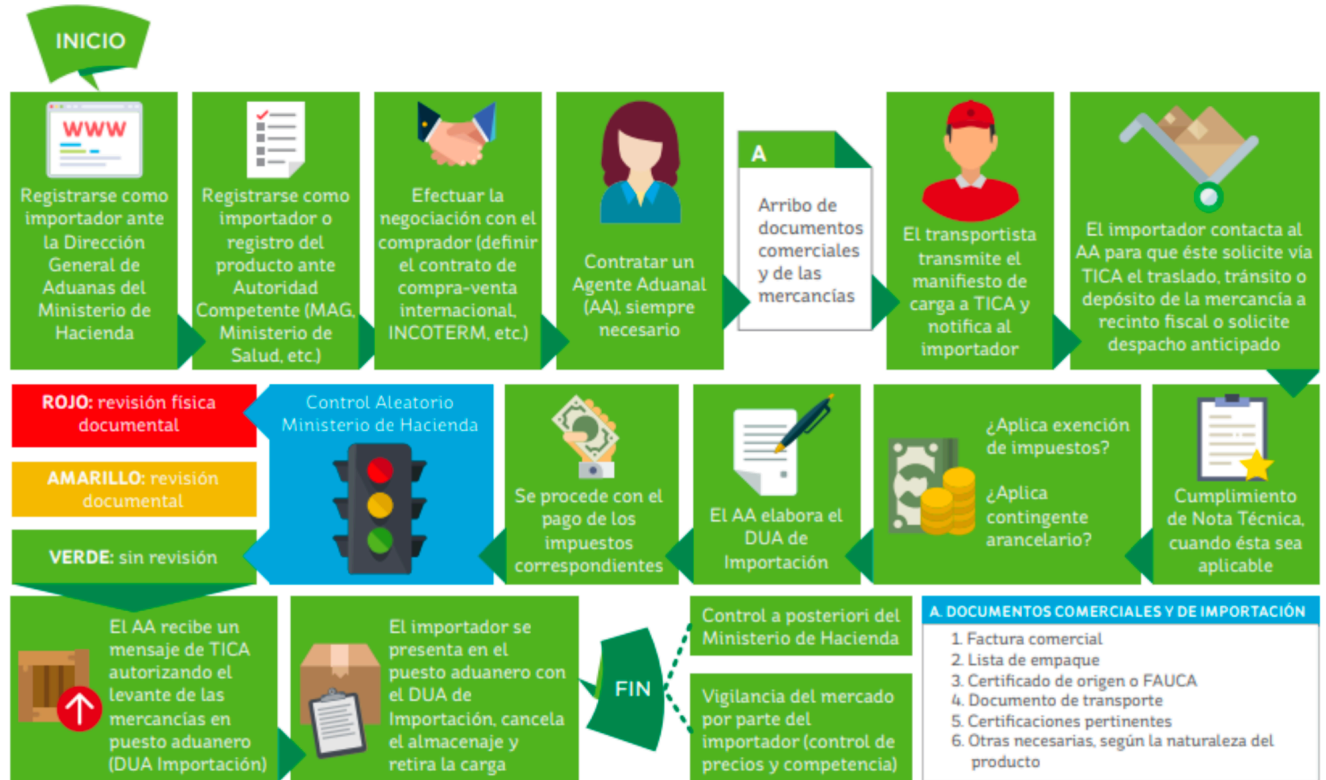 INICIO
WWW
Registrarse como
importador ante
la Dirección
General de
Aduanas del
Ministerio de
Hacienda
Registrarse como
importador o
registro del
producto ante
Autoridad
Competente (MAG,
Ministerio de
Salud, etc.)
Efectuar la
negociación con el
comprador (definir
el contrato de
compra-venta
internacional,
INCOTERM, etc.)
Contratar un
Agente Aduanal
(AA), siempre
necesario
A
Arribo de
documentos
comerciales
y de las
mercancías
El transportista
transmite el
manifiesto de
carga a TICA y
notifica al
importador
El importador contacta al
AA para que éste solicite vía
TICA el traslado, tránsito o
depósito de la mercancía a
recinto fiscal o solicite
despacho anticipado
Cumplimiento
de Nota Técnica,
cuando ésta sea
aplicable
¿Aplica exención
de impuestos?
¿Aplica
contingente
arancelario?
El AA elabora el
DUA de
Importación
Se procede con el
pago de los
impuestos
correspondientes
Control Aleatorio
Ministerio de Hacienda
ROJO: revisión física
documental
AMARILLO: revisión
documental
VERDE: sin revisión
El AA recibe un
mensaje de TICA
autorizando el
levante de las
mercancías en
puesto aduanero
(DUA Importación)
El importador se
presenta en el
puesto aduanero con
el DUA de
Importación, cancela
el almacenaje y
retira la carga
FIN
Control a posteriori del
Ministerio de Hacienda
Vigilancia del mercado
por parte del
importador (control de
precios y competencia)
A. DOCUMENTOS COMERCIALES Y DE IMPORTACIÓN
1. Factura comercial
2. Lista de empaque
3. Certificado de origen o FAUCA
4. Documento de transporte
5. Certificaciones pertinentes
6. Otras necesarias, según la naturaleza del
producto